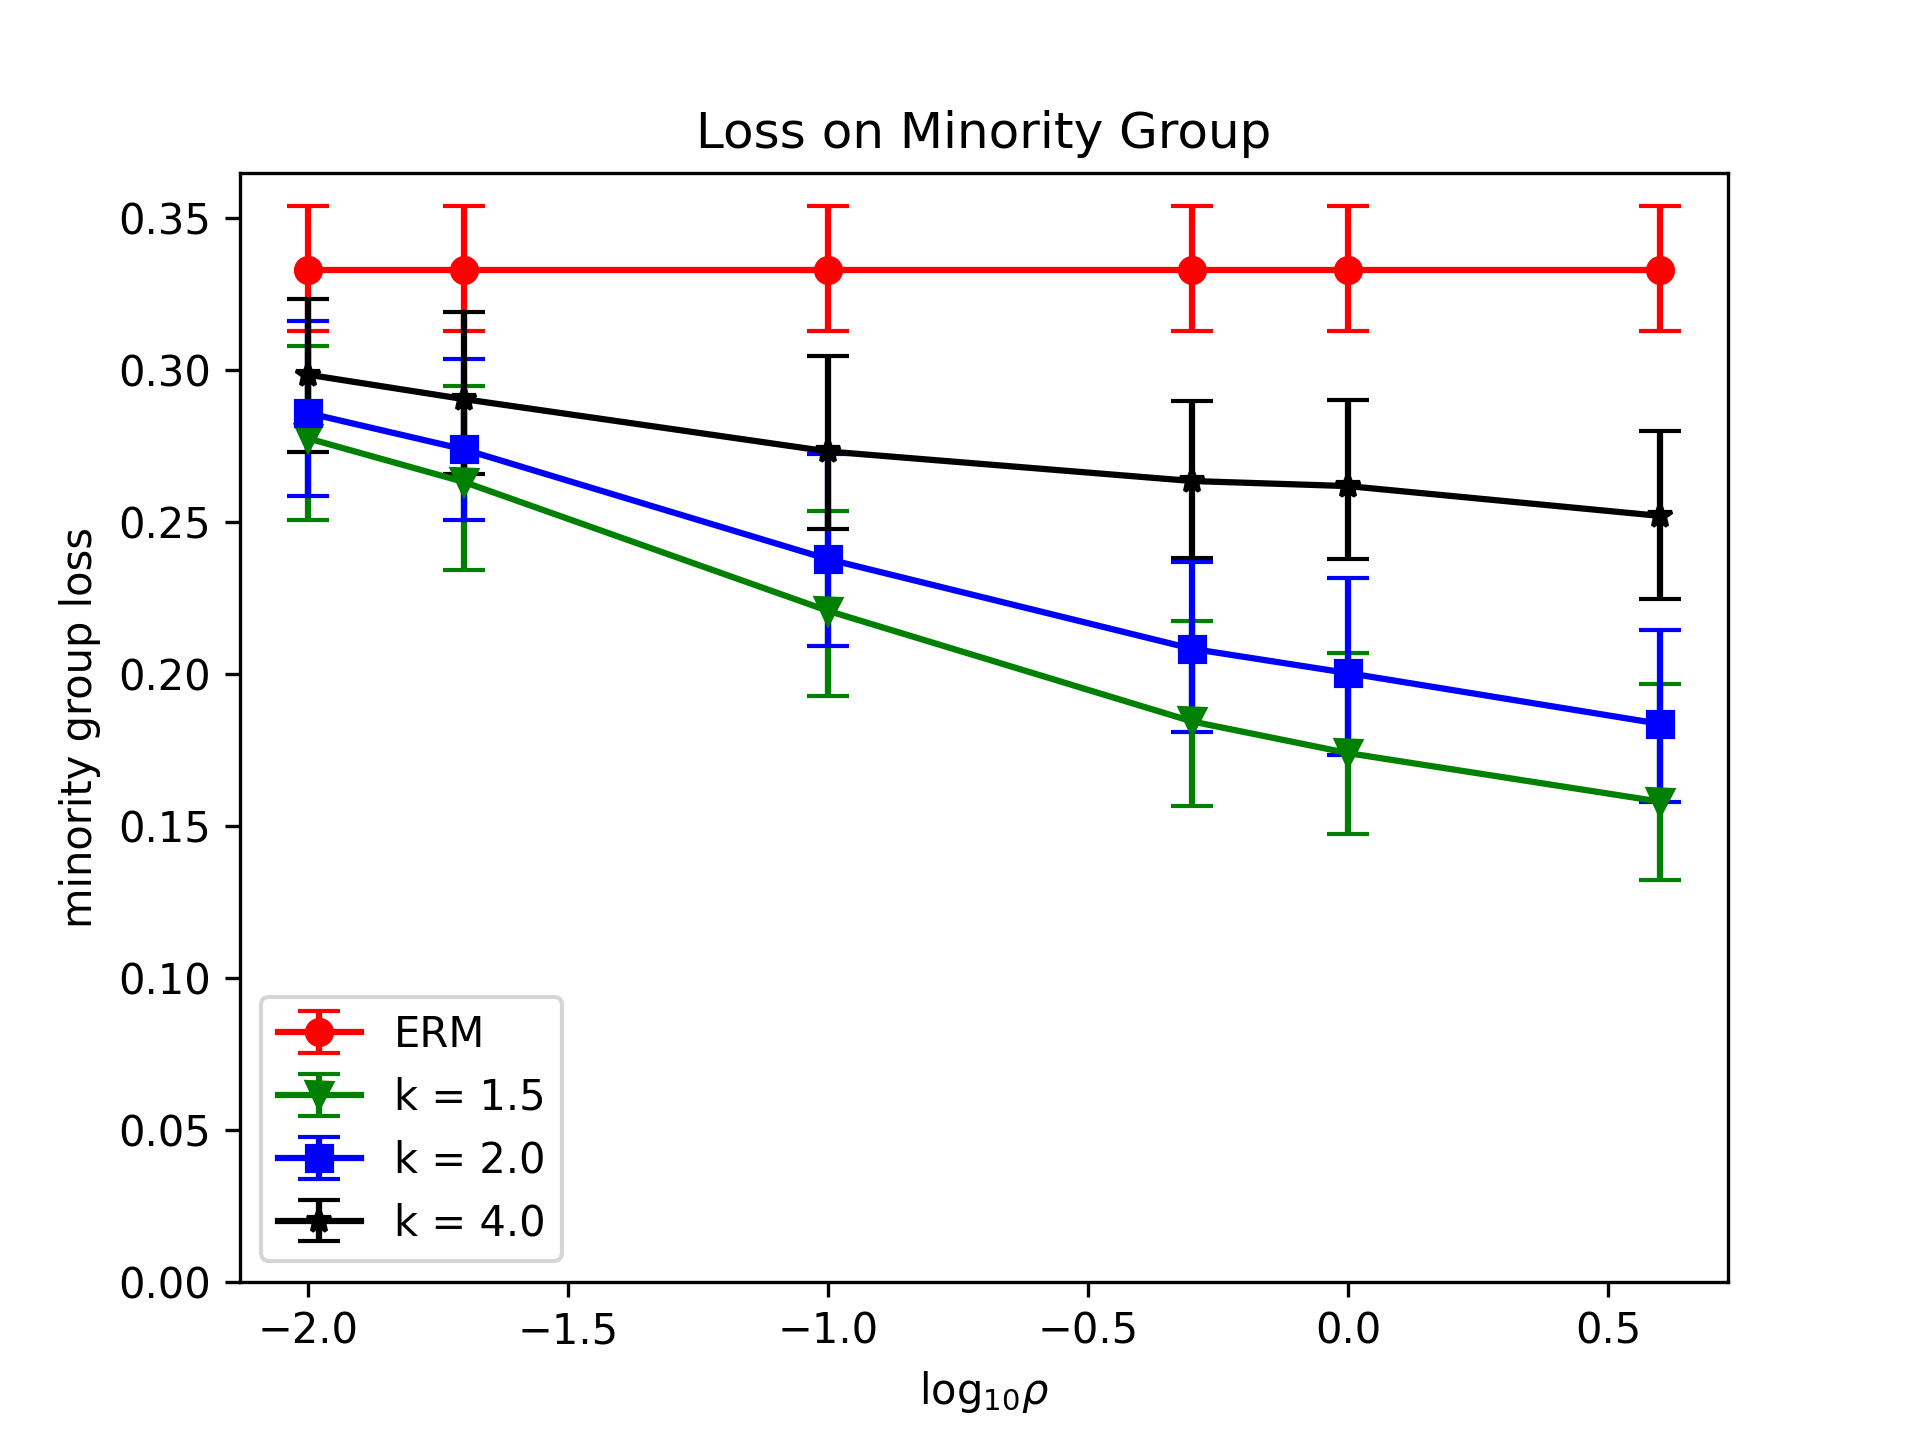 Loss on Minority Group
minority group loss
0.35
0.30
0.25
0.20
0.15
0.10
0.05
0.00
ERM
k = 1.5
k = 2.0
k = 4.0
−2.0 −1.5 −1.0 −0.5 0.0 0.5
log₁₀ρ